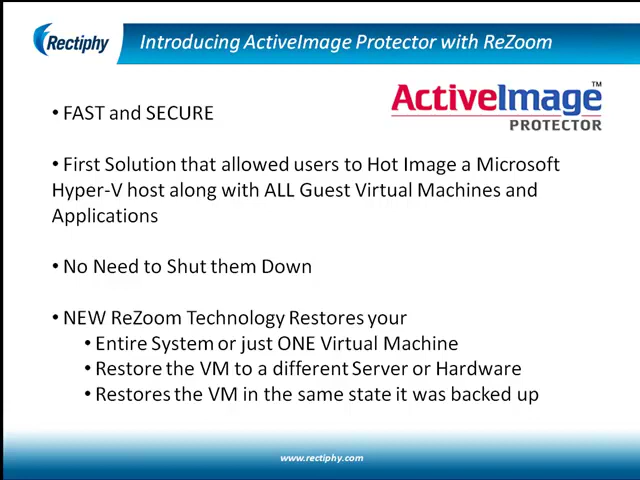 Rectiphy
Introducing ActiveImage Protector with ReZoom
ActiveImage™
PROTECTOR
• FAST and SECURE
• First Solution that allowed users to Hot Image a Microsoft
Hyper-V host along with ALL Guest Virtual Machines and
Applications
• No Need to Shut them Down
• NEW ReZoom Technology Restores your
• Entire System or just ONE Virtual Machine
• Restore the VM to a different Server or Hardware
• Restores the VM in the same state it was backed up
www.rectiphy.com